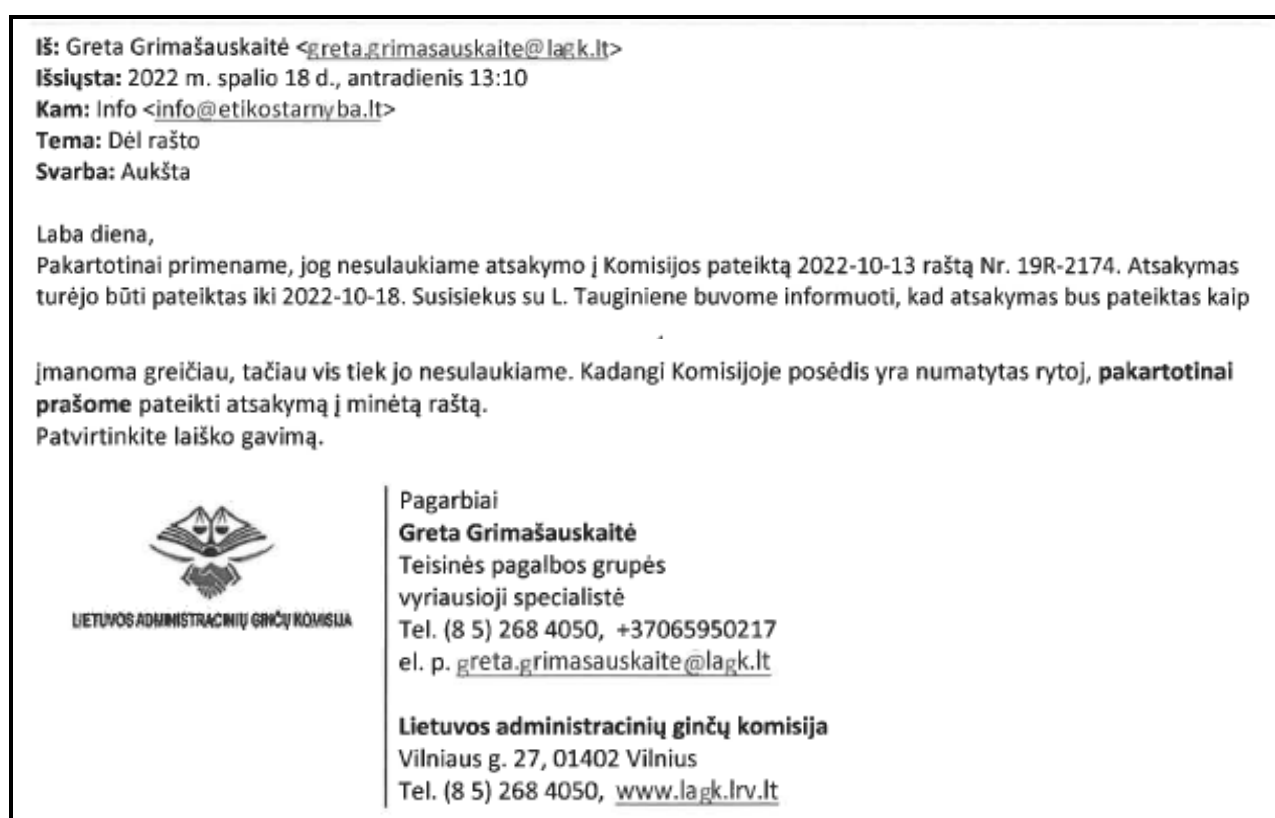 Iš: Greta Grimašauskaitė <greta.grimasauskaite@lagk.lt>
Išsiųsta: 2022 m. spalio 18 d., antradienis 13:10
Kam: Info <info@etikostarnyba.lt>
Tema: Dėl rašto
Svarba: Aukšta
Laba diena,
Pakartotinai primename, jog nesulaukiame atsakymo į Komisijos pateiktą 2022-10-13 raštą Nr. 19R-2174. Atsakymas
turėjo būti pateiktas iki 2022-10-18. Susisiekus su L. Tauginiene buvome informuoti, kad atsakymas bus pateiktas kaip
įmanoma greičiau, tačiau vis tiek jo nesulaukiame. Kadangi Komisijoje posėdis yra numatytas rytoj, pakartotinai
prašome pateikti atsakymą į minėtą raštą.
Patvirtinkite laiško gavimą.
LIETUVOS ADMINISTRACINIŲ GINČŲ KOMISIJA
Pagarbiai
Greta Grimašauskaitė
Teisinės pagalbos grupės
vyriausioji specialistė
Tel. (8 5) 268 4050, +37065950217
el. p. greta.grimasauskaite@lagk.lt
Lietuvos administracinių ginčų komisija
Vilniaus g. 27, 01402 Vilnius
Tel. (8 5) 268 4050, www.lagk.lrv.lt